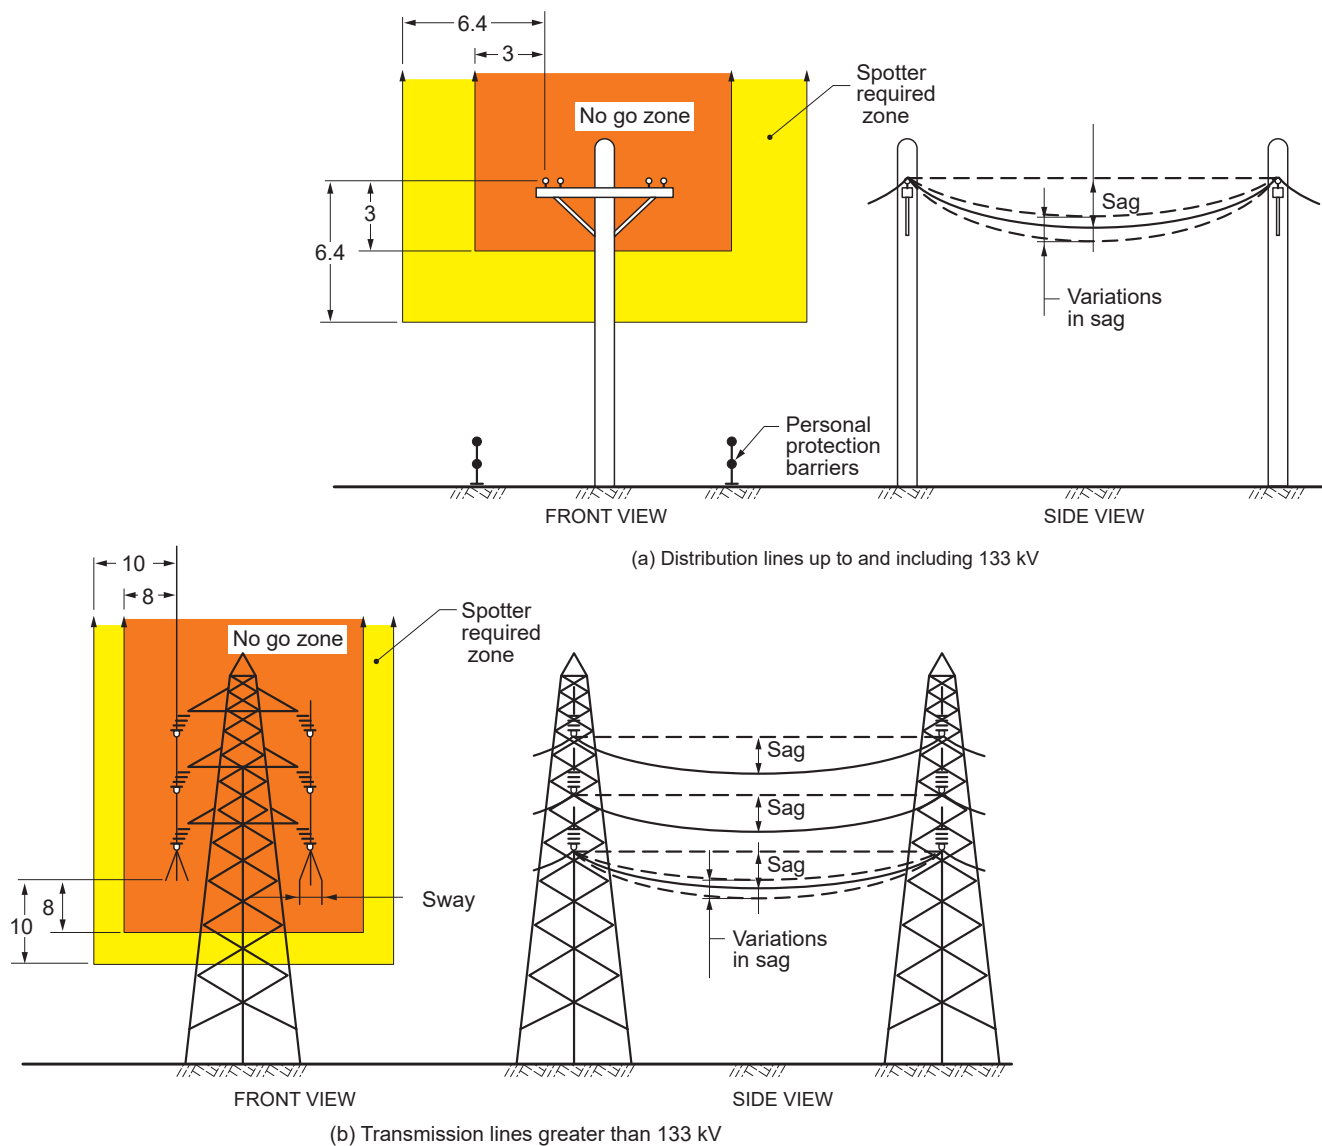 6.4
3
No go zone
Spotter
required
zone
3
6.4
Sag
Variations
in sag
Personal
protection
barriers
FRONT VIEW
SIDE VIEW
(a) Distribution lines up to and including 133 kV
10
8
No go zone
Spotter
required
zone
Sag
Sag
Sag
8
10
Sway
Variations
in sag
FRONT VIEW
SIDE VIEW
(b) Transmission lines greater than 133 kV